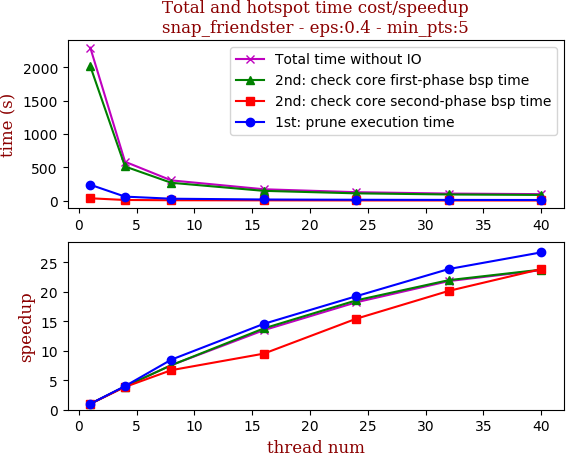 Total and hotspot time cost/speedup
snap_friendster - eps:0.4 - min_pts:5
time (s)
2000
1500
1000
500
0
Total time without IO
2nd: check core first-phase bsp time
2nd: check core second-phase bsp time
1st: prune execution time
0 5 10 15 20 25 30 35 40
speedup
25
20
15
10
5
0
0 5 10 15 20 25 30 35 40
thread num